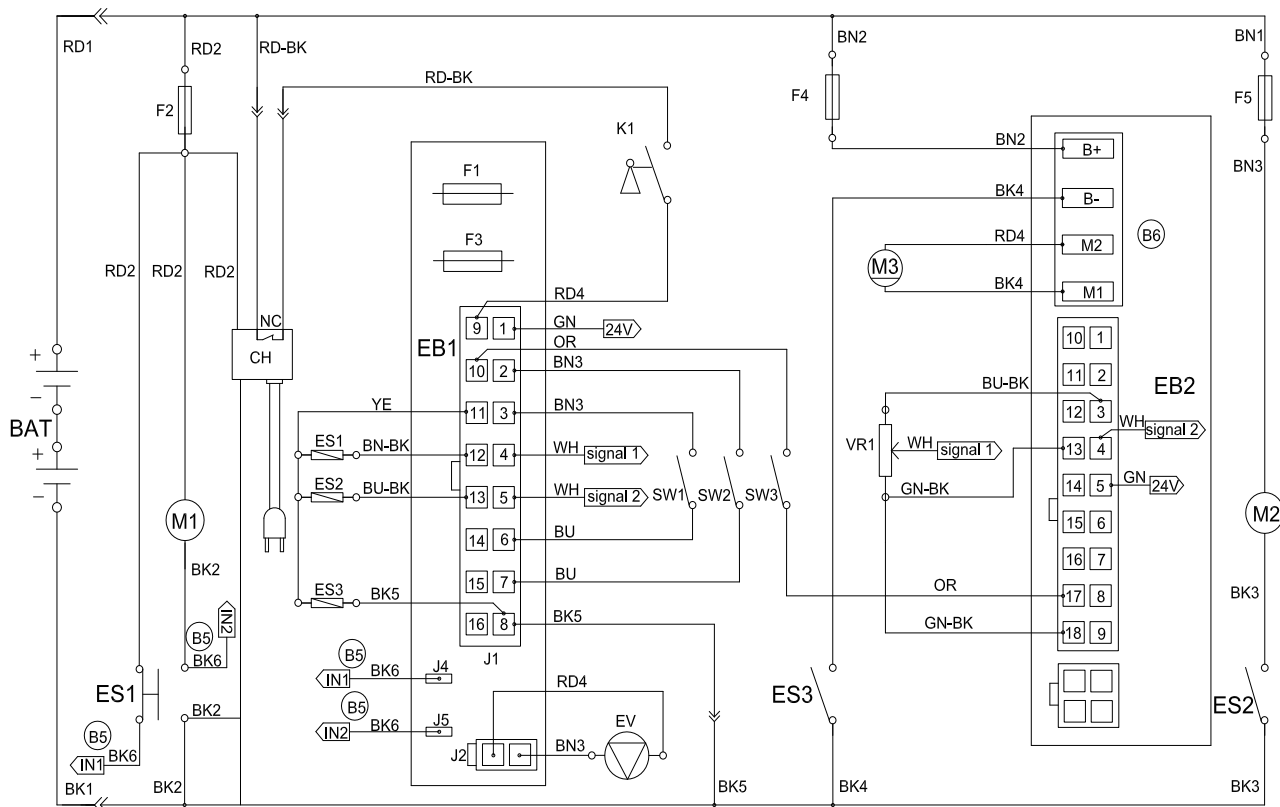 RD1
RD2
RD-BK
BN2
BN1
RD-BK
F2
K1
F4
F5
BN2
B+
BN3
F1
BK4
B-
F3
RD4
M2
B6
M3
BK4
M1
RD2
RD2
RD2
NC
CH
RD4
EB1
9
1
GN
24V
OR
10
2
BN3
10
1
11
2
EB2
BU-BK
YE
11
3
BN3
12
3
WH
signal 2
BAT
+
-
+
-
ES1
BN-BK
12
4
WH
signal 1
VR1
WH
signal 1
13
4
ES2
BU-BK
13
5
WH
signal 2
SW1
SW2
SW3
GN-BK
14
5
GN
24V
M1
14
6
BU
15
6
M2
BK2
15
7
BU
16
7
ES3
BK5
OR
17
8
BK3
16
8
BK5
GN-BK
18
9
IN2
B5
BK6
J1
B5
IN1
BK6
J4
ES1
BK2
RD4
ES3
ES2
B5
IN2
BK6
J5
EV
B5
IN1
BK6
J2
BN3
BK1
BK2
BK5
BK4
BK3